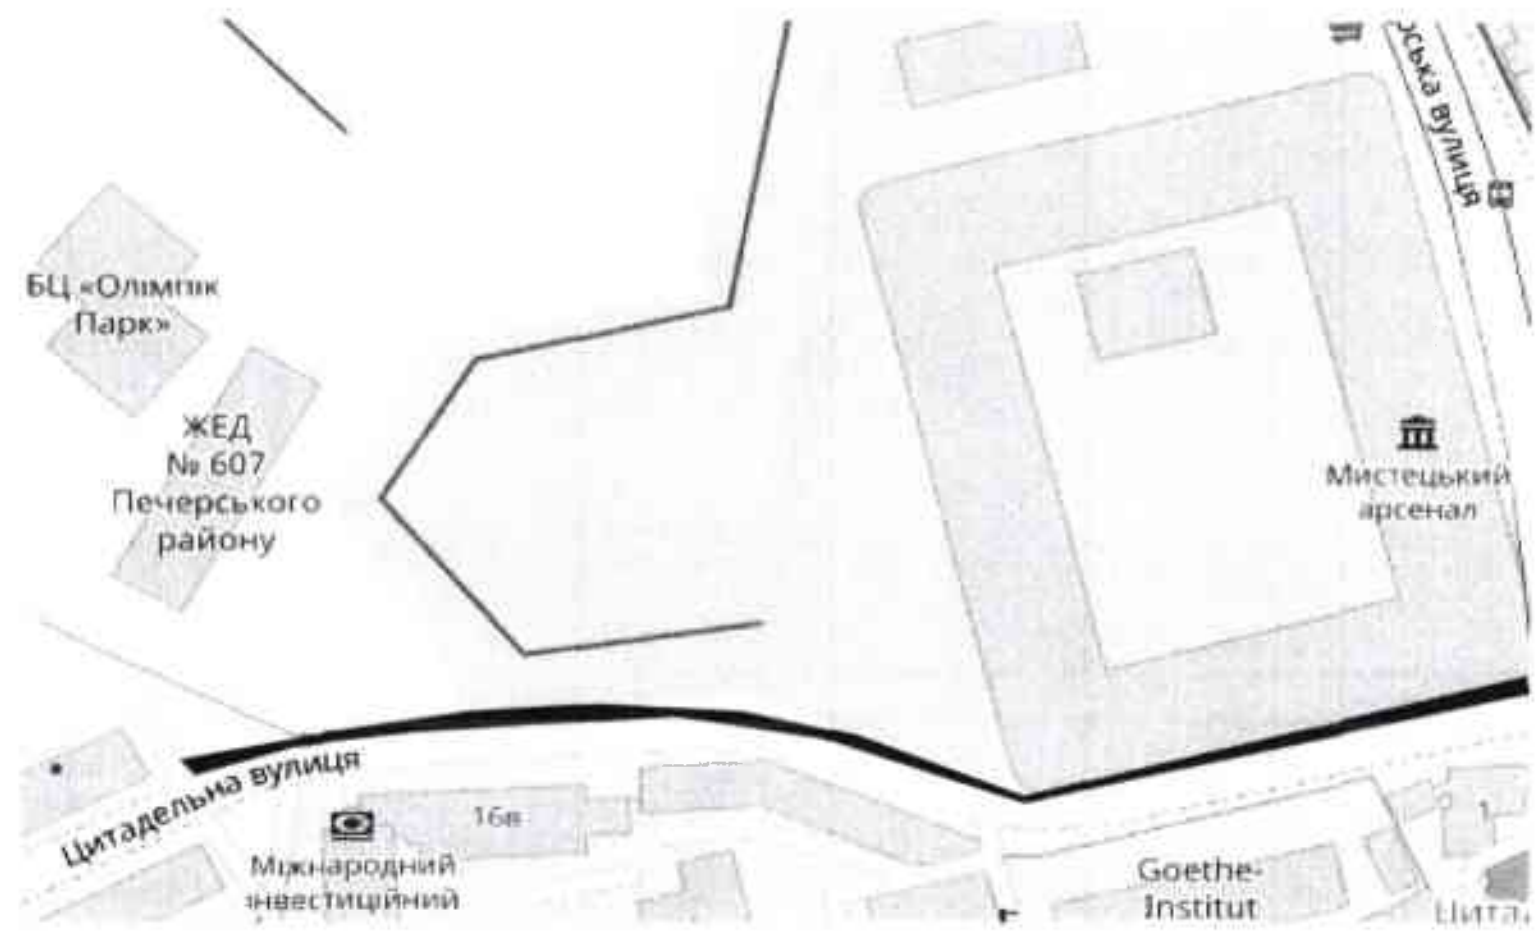 ська вулиця
БЦ «Олімпік
Парк»
ЖЕД
№ 607
Печерського
району
Мистецький
арсенал
Цитадельна вулиця
16в
1
Міжнародний
інвестиційний
Goethe-
Institut